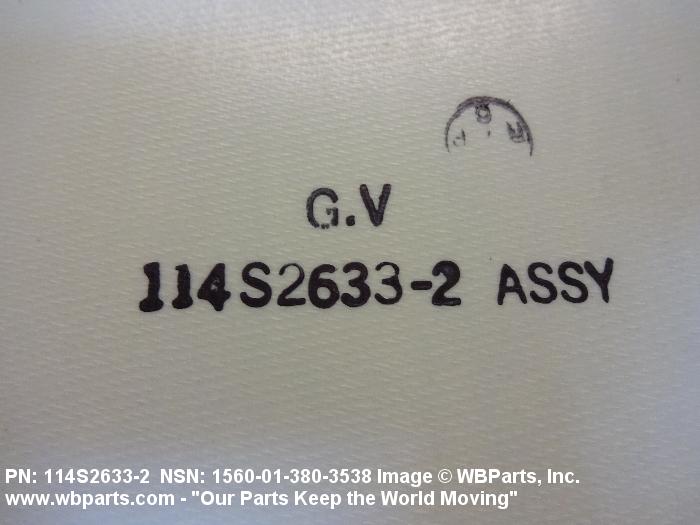 G.V
114S2633-2 ASSY
PN: 114S2633-2 NSN: 1560-01-380-3538 Image © WBParts, Inc.
www.wbparts.com - "Our Parts Keep the World Moving"